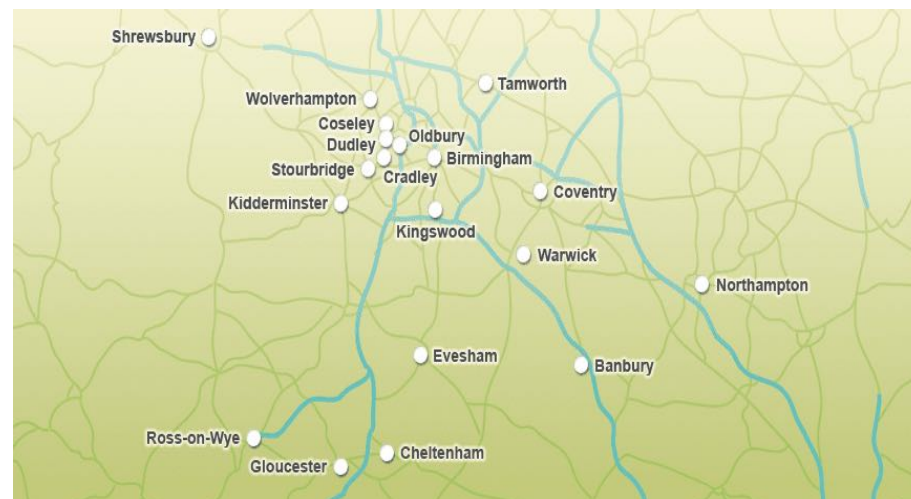 Shrewsbury
Tamworth
Wolverhampton
Coseley
Oldbury
Dudley
Birmingham
Stourbridge
Cradley
Coventry
Kidderminster
Kingswood
Warwick
Northampton
Evesham
Banbury
Ross-on-Wye
Cheltenham
Gloucester